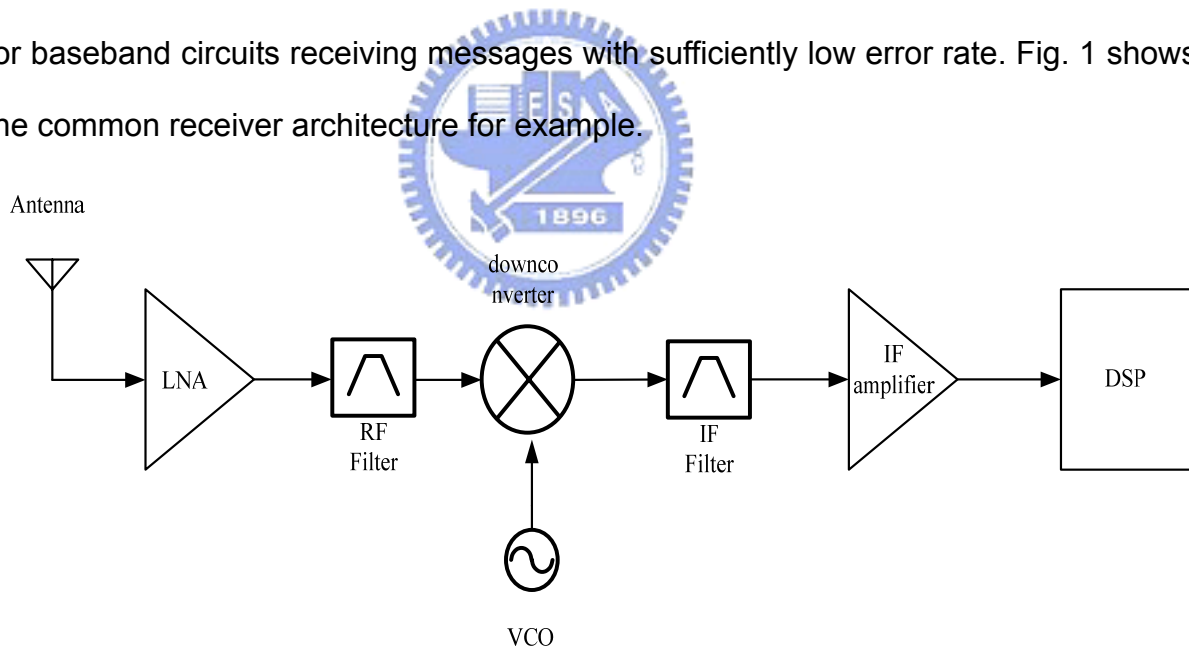 or baseband circuits receiving messages with sufficiently low error rate. Fig. 1 shows
he common receiver architecture for example.
E S A
1896
Antenna
downco
nverter
LNA
RF
Filter
IF
Filter
IF
amplifier
DSP
VCO